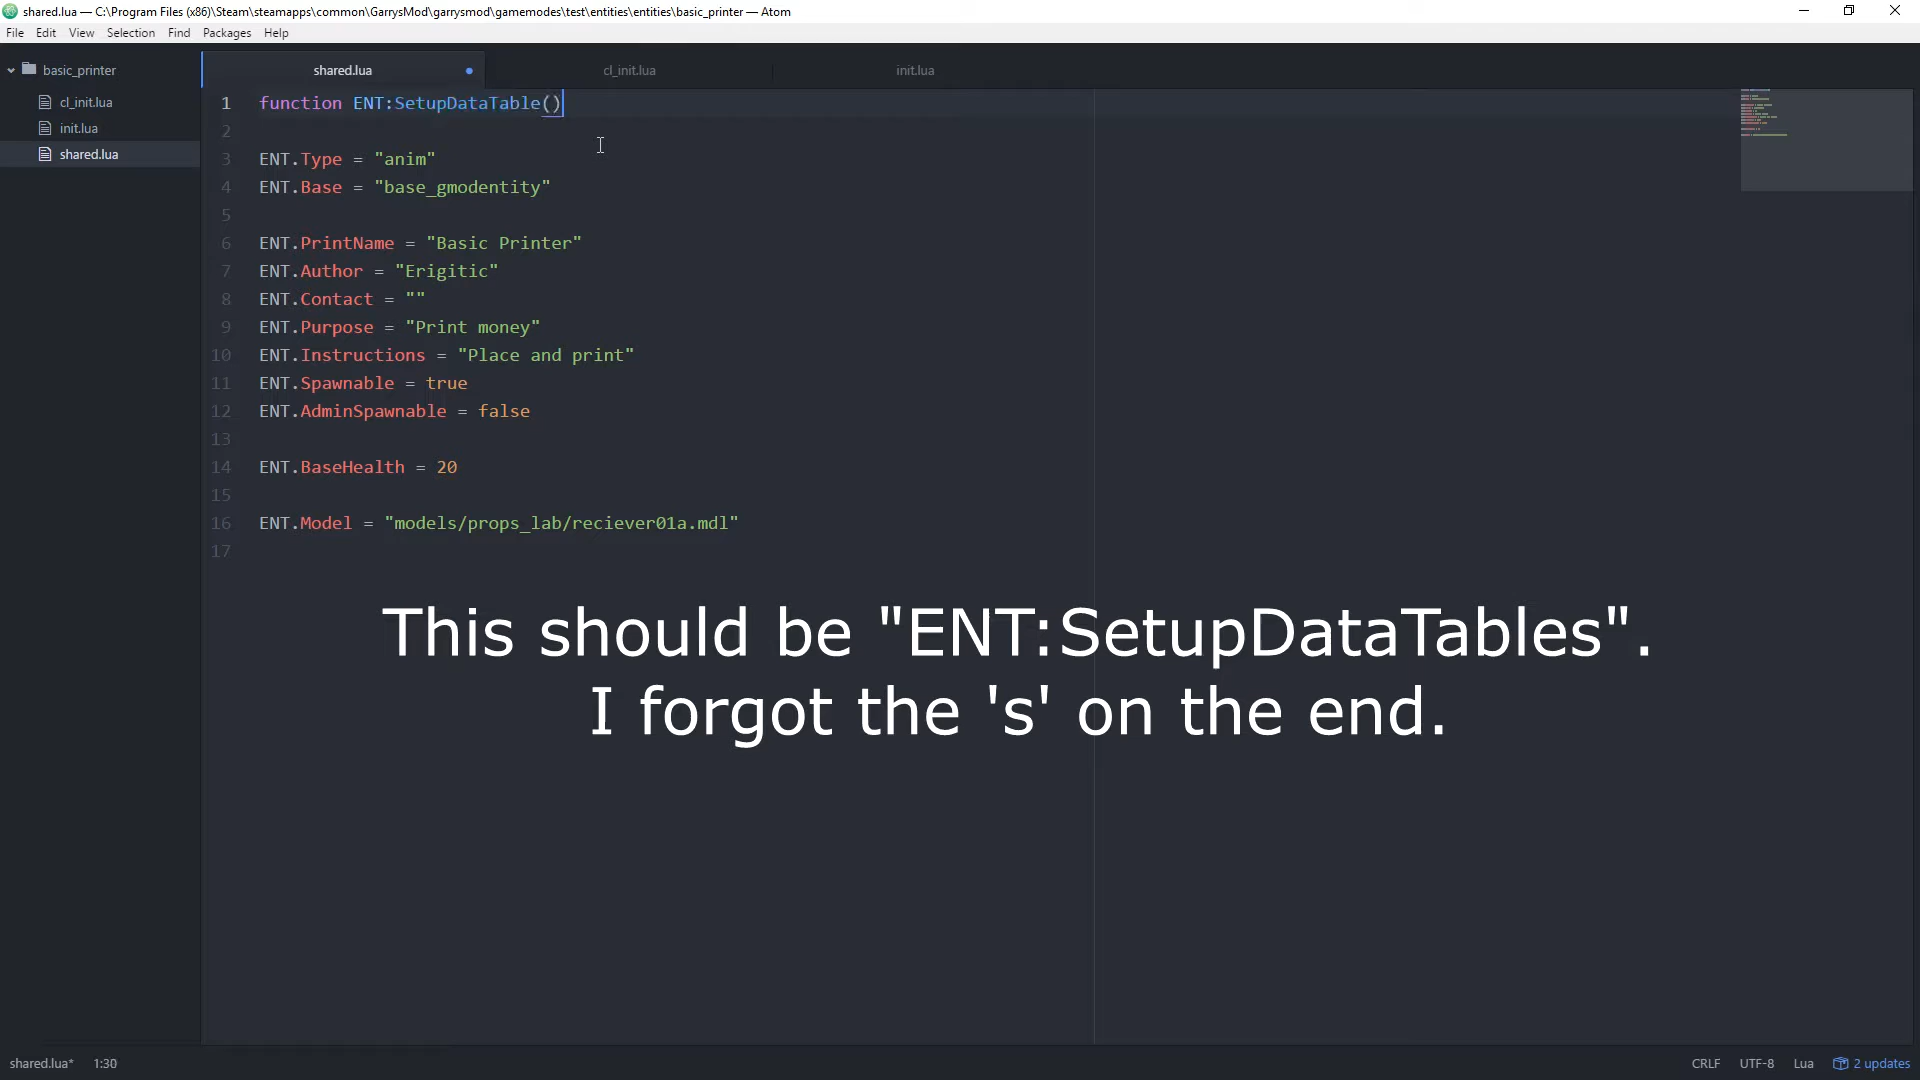 shared.lua — C:\Program Files (x86)\Steam\steamapps\common\GarrysMod\garrysmod\gamemodes\test\entities\entities\basic_printer — Atom
File Edit View Selection Find Packages Help
basic_printer
cl_init.lua
init.lua
shared.lua
shared.lua cl_init.lua init.lua
1 function ENT:SetupDataTable()
2
3 ENT.Type = "anim"
4 ENT.Base = "base_gmodentity"
5
6 ENT.PrintName = "Basic Printer"
7 ENT.Author = "Erigitic"
8 ENT.Contact = ""
9 ENT.Purpose = "Print money"
10 ENT.Instructions = "Place and print"
11 ENT.Spawnable = true
12 ENT.AdminSpawnable = false
13
14 ENT.BaseHealth = 20
15
16 ENT.Model = "models/props_lab/reciever01a.mdl"
17
This should be "ENT:SetupDataTables".
I forgot the 's' on the end.
shared.lua* 1:30 CRLF UTF-8 Lua 2 updates